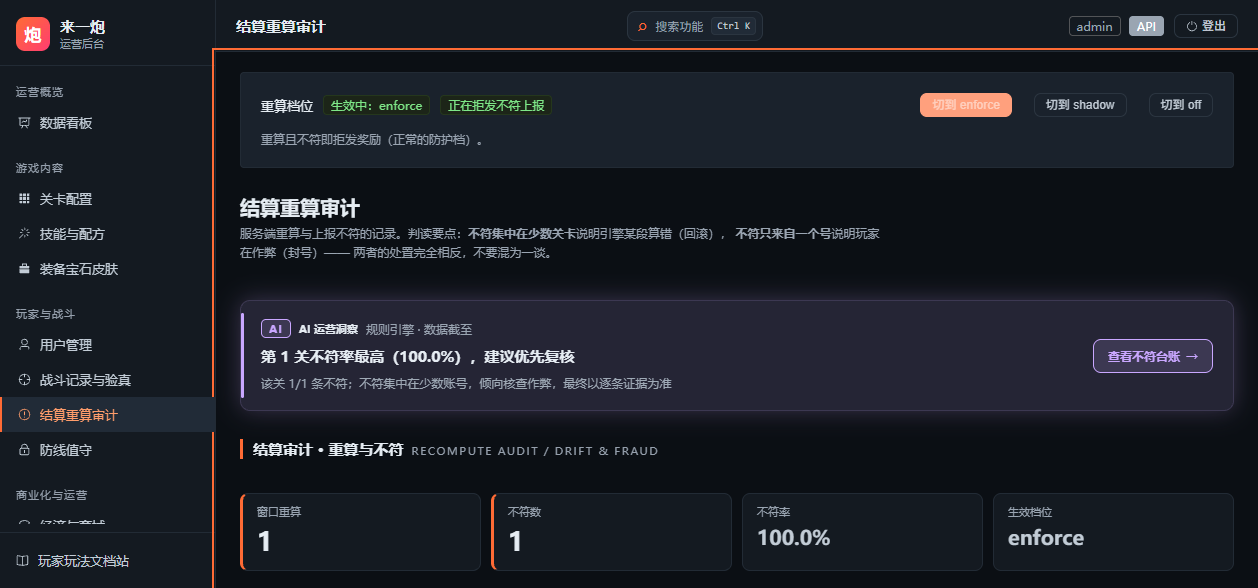 炮
来一炮
运营后台
结算重算审计
搜索功能 Ctrl K
admin API 登出
运营概览
数据看板
游戏内容
关卡配置
技能与配方
装备宝石皮肤
玩家与战斗
用户管理
战斗记录与验真
结算重算审计
防线值守
商业化与运营
玩家玩法文档站
重算档位 生效中：enforce 正在拒发不符上报
切到 enforce 切到 shadow 切到 off
重算且不符即拒发奖励（正常的防护档）。
结算重算审计
服务端重算与上报不符的记录。判读要点：不符集中在少数关卡说明引擎某段算错（回滚），不符只来自一个号说明玩家
在作弊（封号）—— 两者的处置完全相反，不要混为一谈。
AI AI 运营洞察 规则引擎 · 数据截至
第 1 关不符率最高（100.0%），建议优先复核
该关 1/1 条不符；不符集中在少数账号，倾向核查作弊，最终以逐条证据为准
查看不符台账 →
结算审计 • 重算与不符 RECOMPUTE AUDIT / DRIFT & FRAUD
窗口重算
1
不符数
1
不符率
100.0%
生效档位
enforce